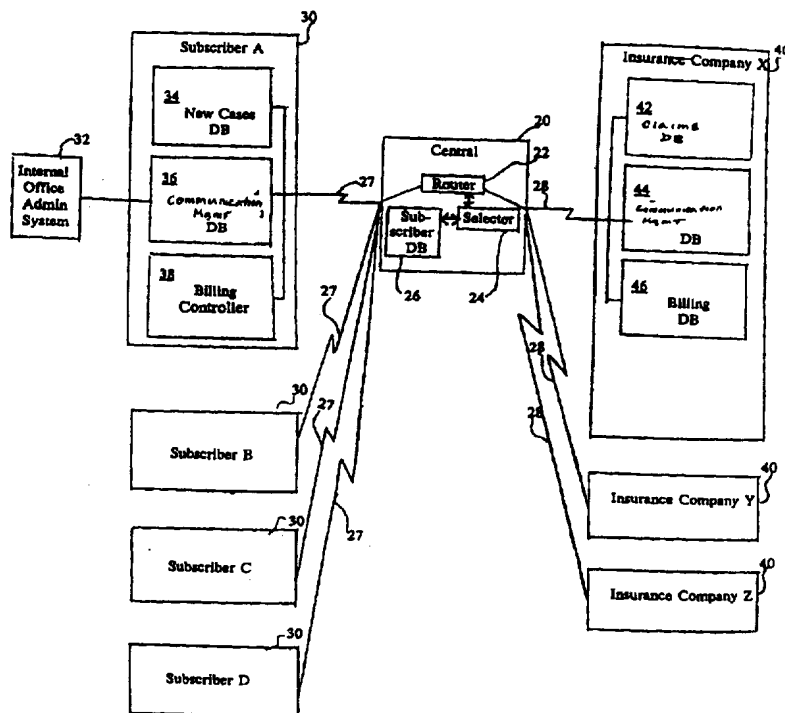 30
Subscriber A
34
New Cases
DB
32
Internal
Office
Admin
System
36
Communication
Mgmt
DB
38
Billing
Controller
27
20
Central
22
Router
Sub-
scriber
DB
Selector
26
24
28
40
Insurance Company X
42
Claims
DB
44
Communication
Mgmt
DB
46
Billing
DB
27
30
Subscriber B
27
30
Subscriber C
27
30
Subscriber D
28
28
40
Insurance Company Y
40
Insurance Company Z